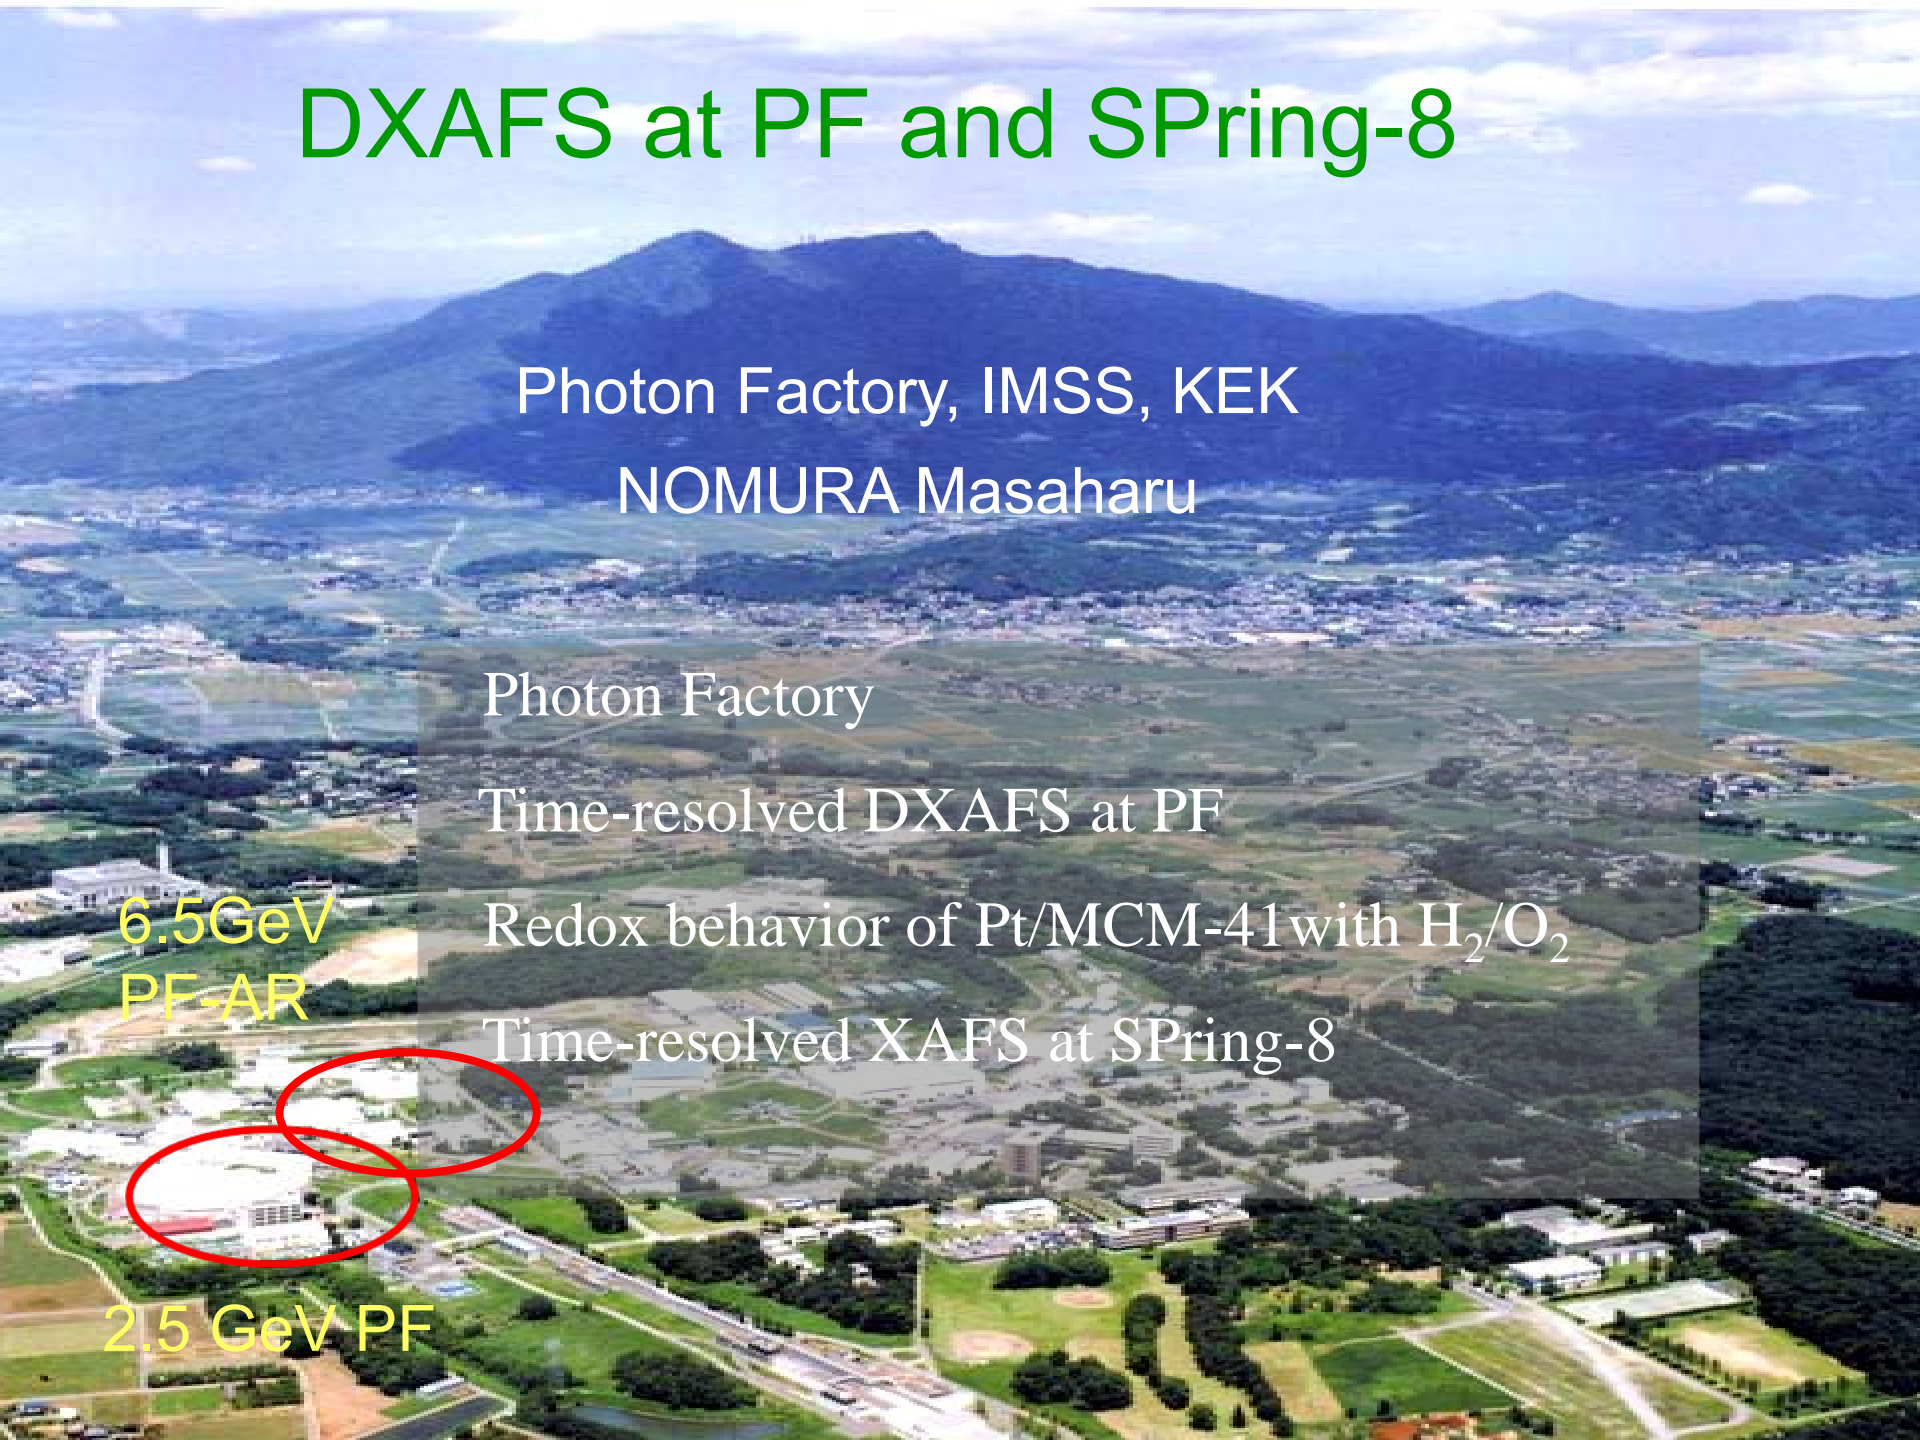 DXAFS at PF and SPring-8
Photon Factory, IMSS, KEK
NOMURA Masaharu
Photon Factory
Time-resolved DXAFS at PF
Redox behavior of Pt/MCM-41with H₂/O₂
Time-resolved XAFS at SPring-8
6.5GeV
PF-AR
2.5 GeV PF